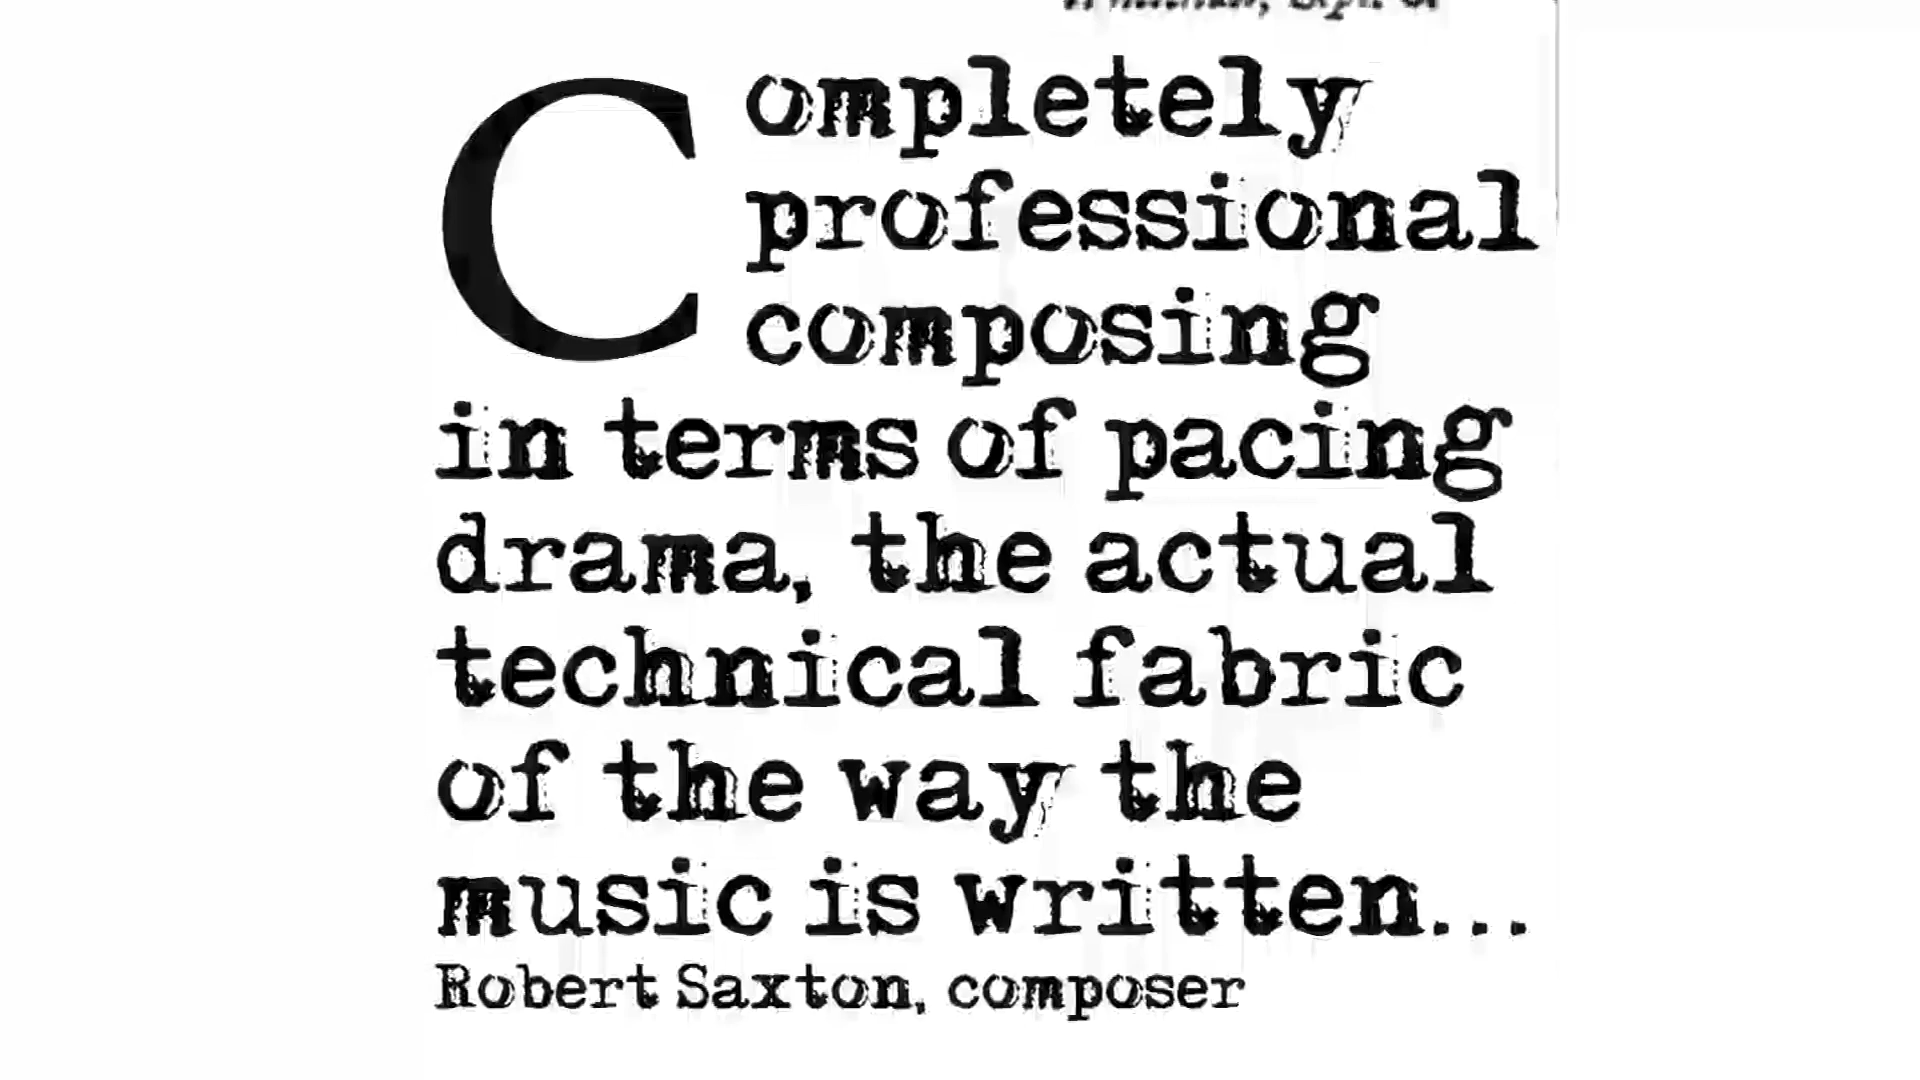 Completely
professional
composing
in terms of pacing
drama, the actual
technical fabric
of the way the
music is written...
Robert Saxton, composer